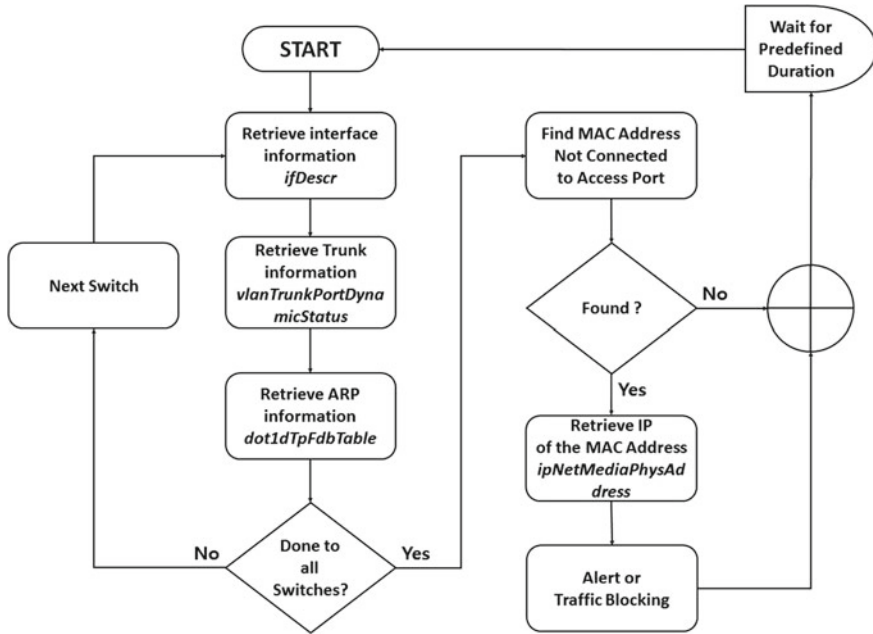 START
Wait for
Predefined
Duration
Retrieve interface
information
ifDescr
Find MAC Address
Not Connected
to Access Port
Next Switch
Retrieve Trunk
information
vlanTrunkPortDyna
micStatus
Found ?
No
Yes
Retrieve ARP
information
dot1dTpFdbTable
Retrieve IP
of the MAC Address
ipNetMediaPhysAd
dress
No
Done to
all
Switches?
Yes
Alert or
Traffic Blocking